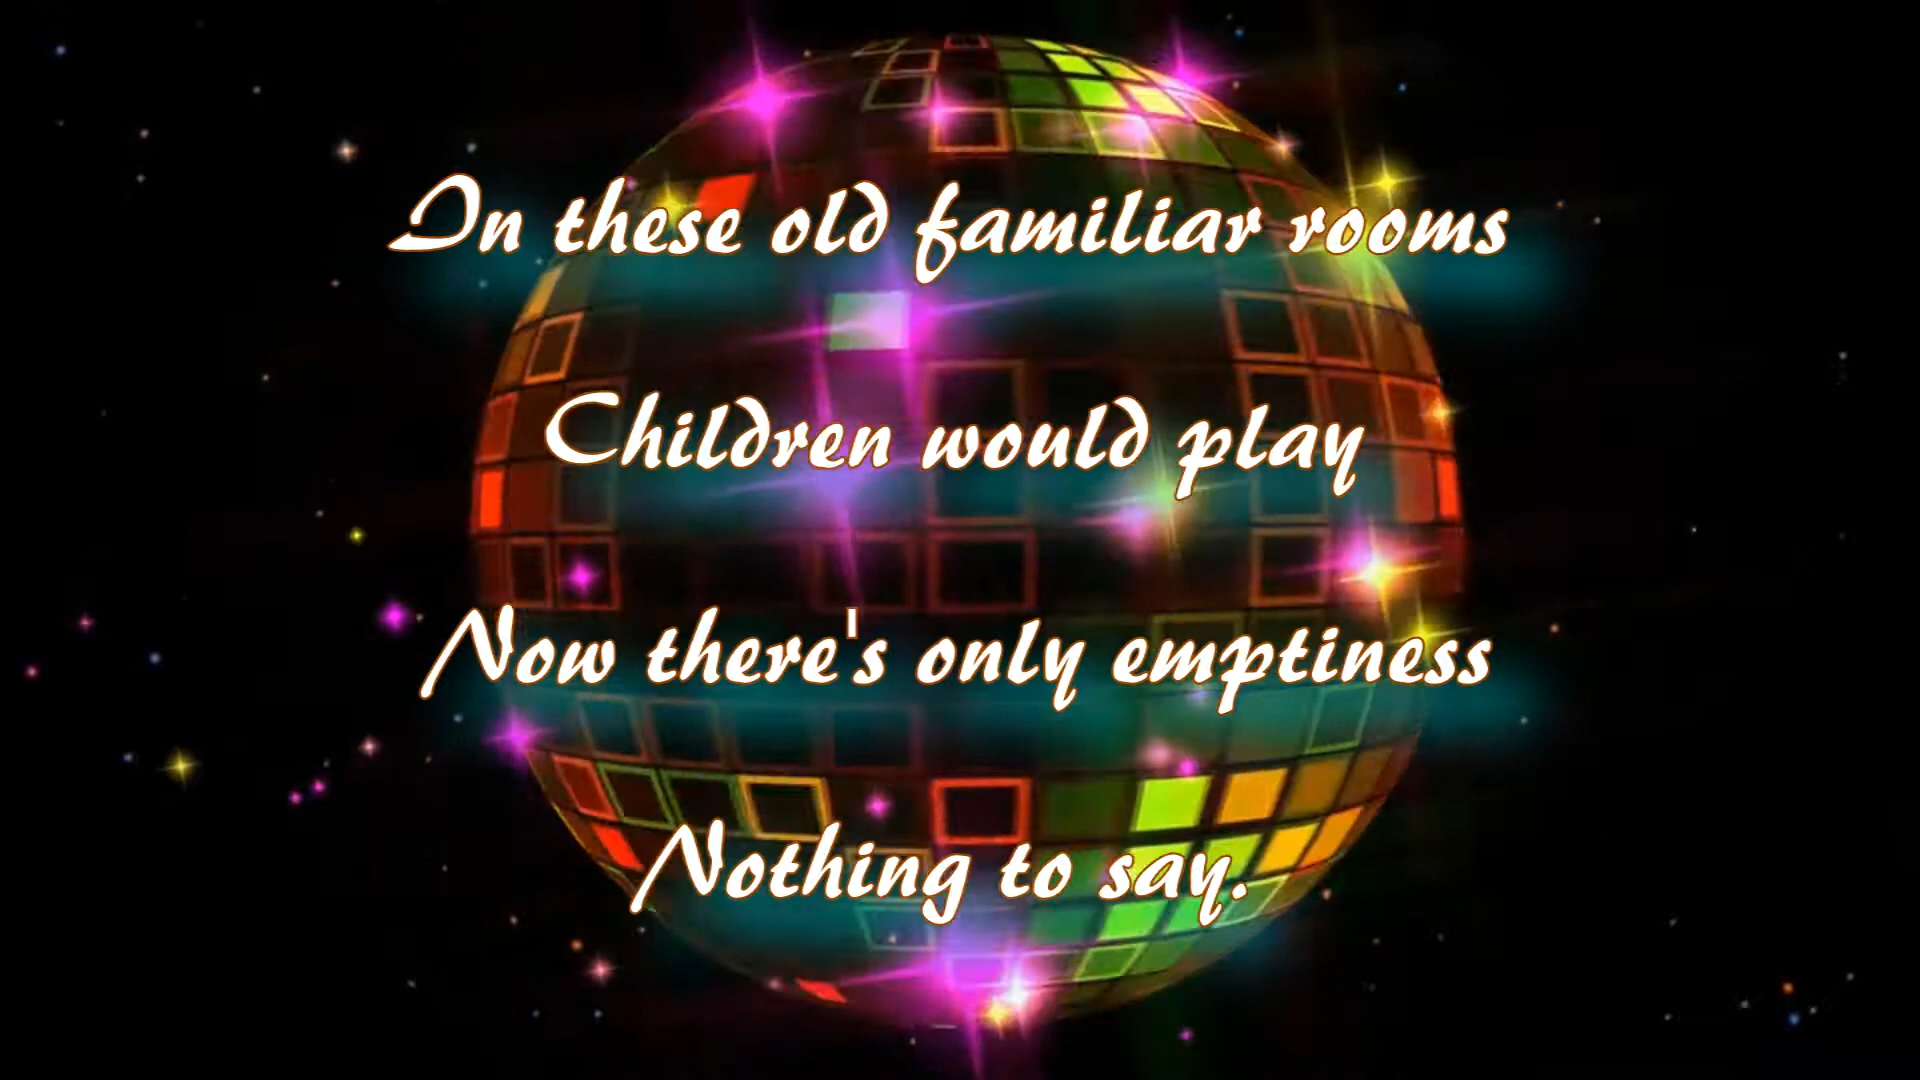 In these old familiar rooms
Children would play
Now there's only emptiness
Nothing to say.